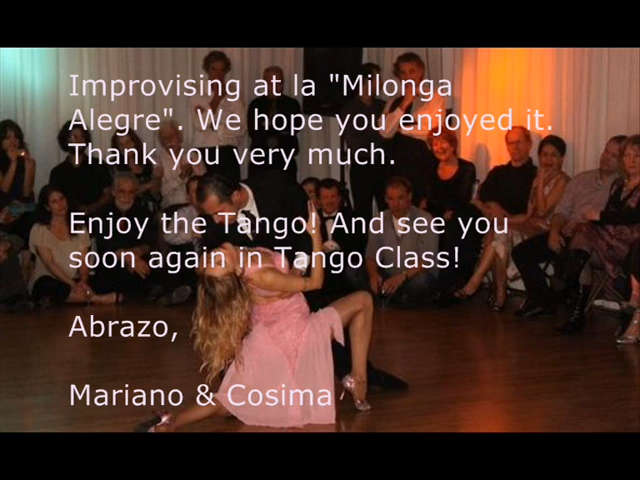 Improvising at la "Milonga
Alegre". We hope you enjoyed it.
Thank you very much.
Enjoy the Tango! And see you
soon again in Tango Class!
Abrazo,
Mariano & Cosima